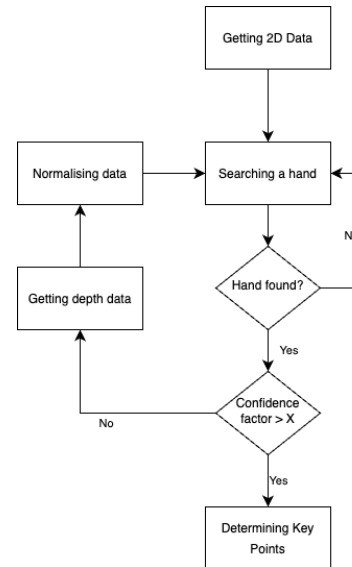 Getting 2D Data
Normalising data
Searching a hand
Hand found?
Getting depth data
Yes
Confidence
factor > X
No
Yes
Determining Key
Points